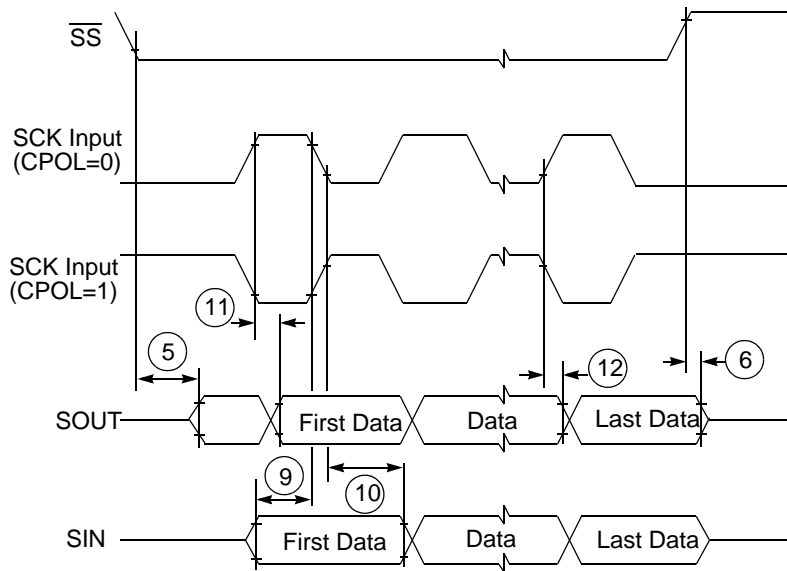 SS
SCK Input
(CPOL=0)
SCK Input
(CPOL=1)
11
5
12
6
SOUT
First Data
Data
Last Data
9
10
SIN
First Data
Data
Last Data